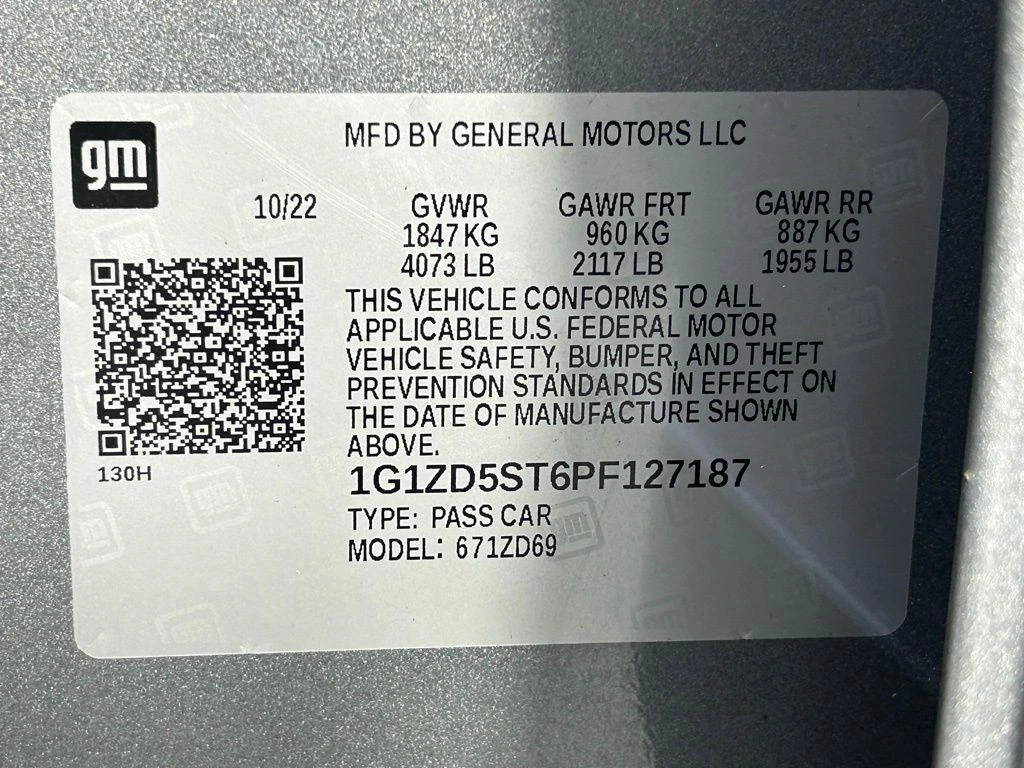 gm
MFD BY GENERAL MOTORS LLC
10/22 GVWR GAWR FRT GAWR RR
1847 KG 960 KG 887 KG
4073 LB 2117 LB 1955 LB
THIS VEHICLE CONFORMS TO ALL
APPLICABLE U.S. FEDERAL MOTOR
VEHICLE SAFETY, BUMPER, AND THEFT
PREVENTION STANDARDS IN EFFECT ON
THE DATE OF MANUFACTURE SHOWN
ABOVE.
130H
1G1ZD5ST6PF127187
TYPE: PASS CAR
MODEL: 671ZD69